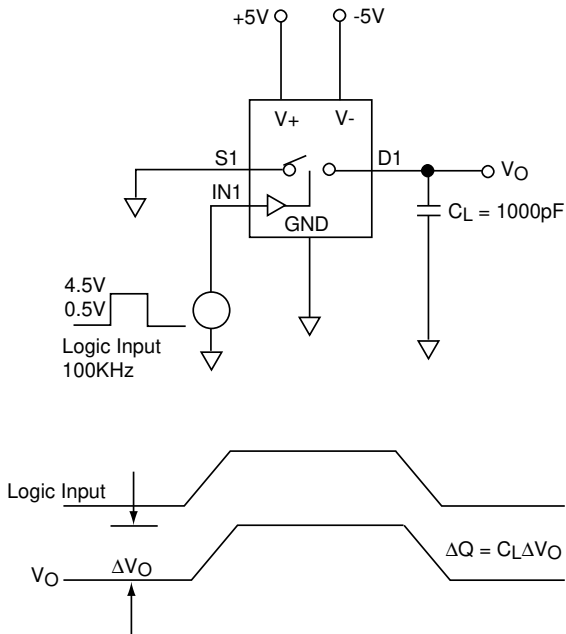 +5V
-5V
V+
V-
S1
D1
VO
IN1
GND
CL = 1000pF
4.5V
0.5V
Logic Input
100KHz
Logic Input
ΔQ = CLΔVO
VO
ΔVO